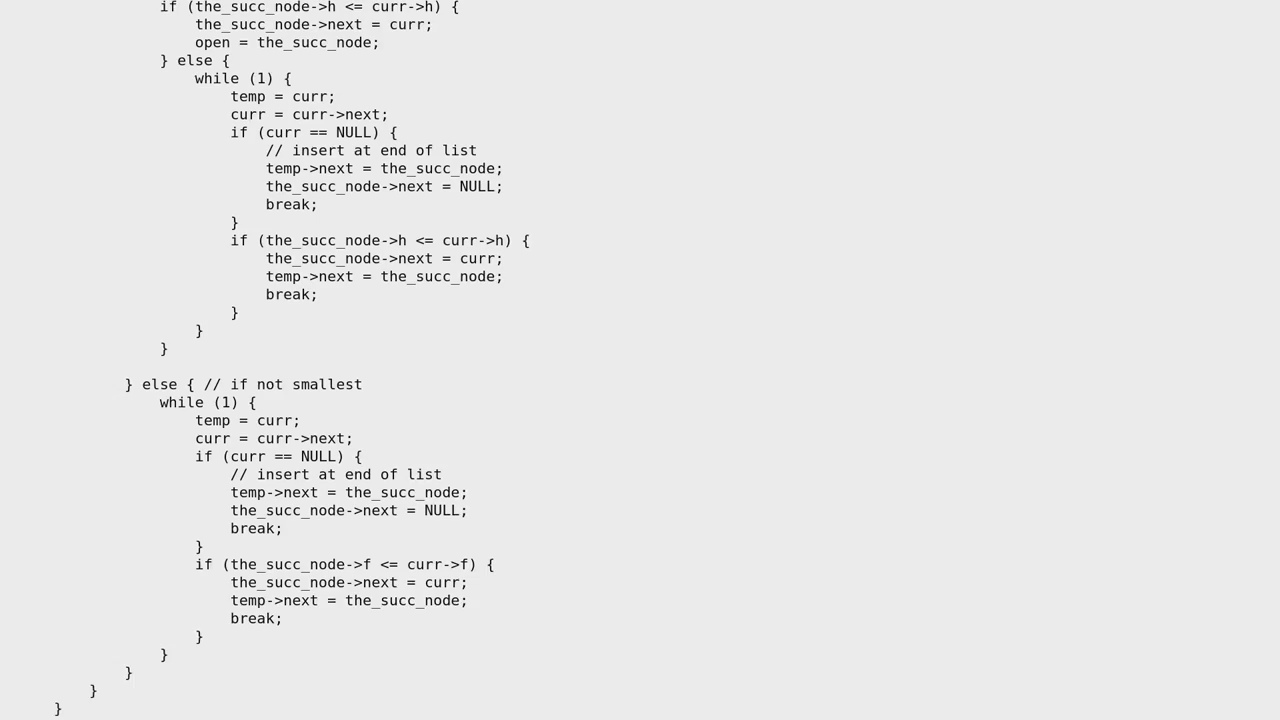 if (the_succ_node->h <= curr->h) {
the_succ_node->next = curr;
open = the_succ_node;
} else {
while (1) {
temp = curr;
curr = curr->next;
if (curr == NULL) {
// insert at end of list
temp->next = the_succ_node;
the_succ_node->next = NULL;
break;
}
if (the_succ_node->h <= curr->h) {
the_succ_node->next = curr;
temp->next = the_succ_node;
break;
}
}
}
} else { // if not smallest
while (1) {
temp = curr;
curr = curr->next;
if (curr == NULL) {
// insert at end of list
temp->next = the_succ_node;
the_succ_node->next = NULL;
break;
}
if (the_succ_node->f <= curr->f) {
the_succ_node->next = curr;
temp->next = the_succ_node;
break;
}
}
}
}
}